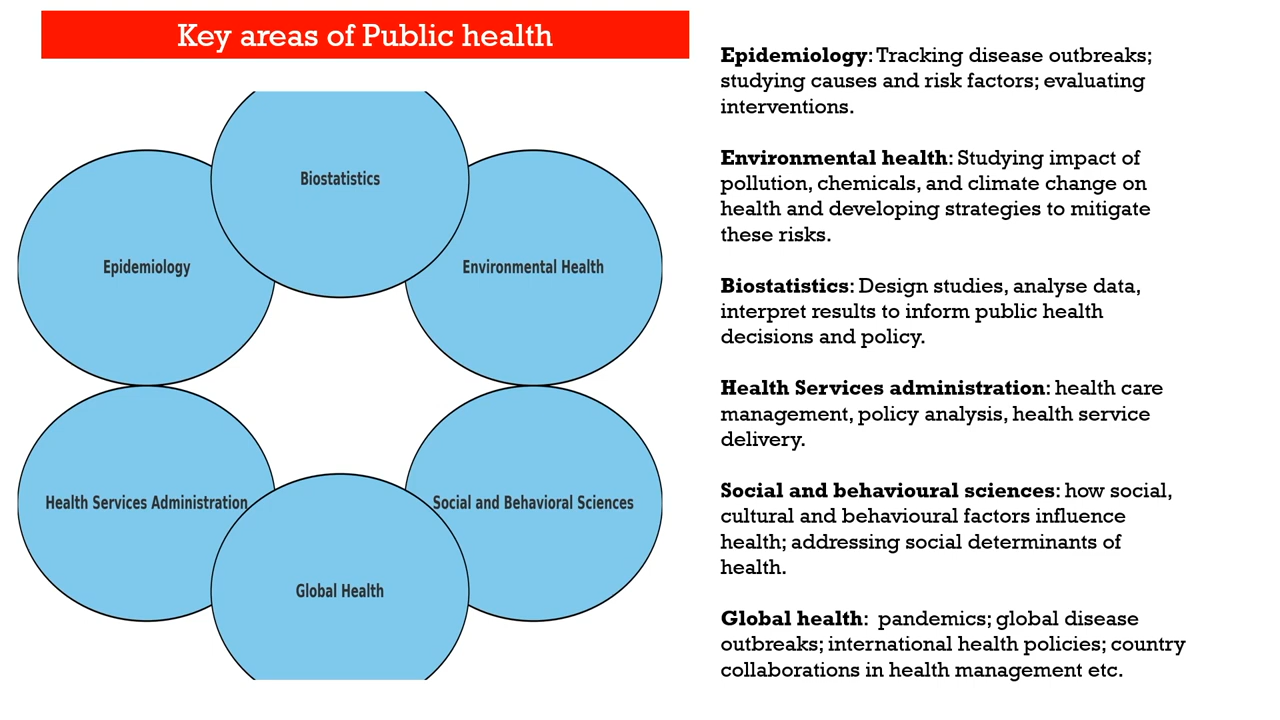 Key areas of Public health
Biostatistics
Epidemiology
Environmental Health
Health Services Administration
Social and Behavioral Sciences
Global Health
Epidemiology: Tracking disease outbreaks;
studying causes and risk factors; evaluating
interventions.
Environmental health: Studying impact of
pollution, chemicals, and climate change on
health and developing strategies to mitigate
these risks.
Biostatistics: Design studies, analyse data,
interpret results to inform public health
decisions and policy.
Health Services administration: health care
management, policy analysis, health service
delivery.
Social and behavioural sciences: how social,
cultural and behavioural factors influence
health; addressing social determinants of
health.
Global health:  pandemics; global disease
outbreaks; international health policies; country
collaborations in health management etc.